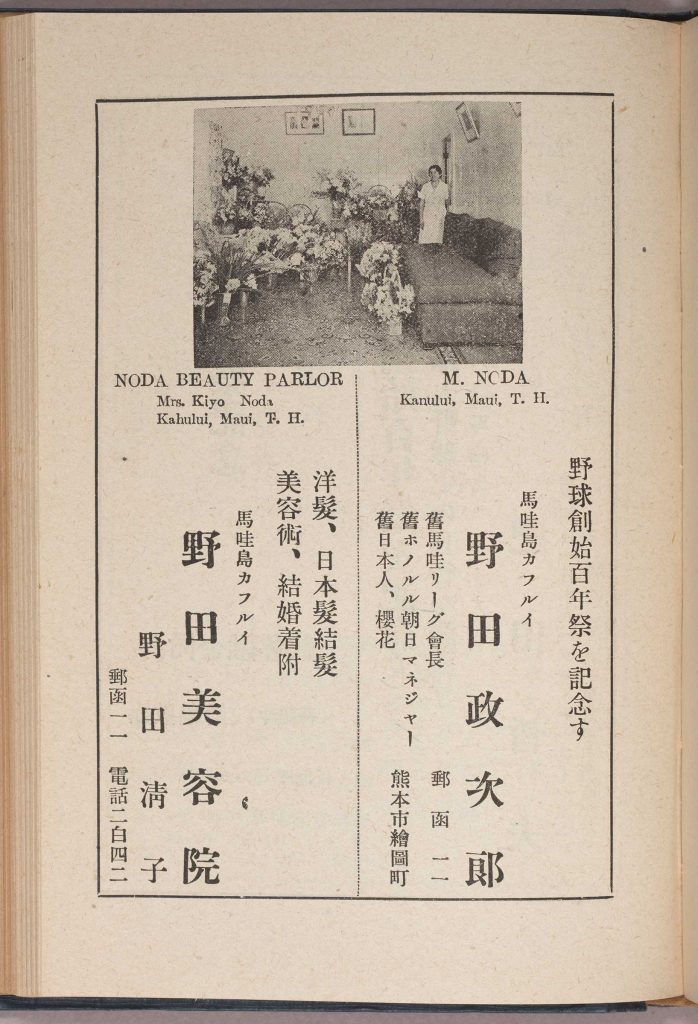 M. NODA
Kahului, Maui, T. H.
野球創始百年祭を記念す
馬哇島カフルイ
野田政次郎
舊馬哇リーグ會長
舊ホノルル朝日マネジャー
舊日本人、櫻花
郵函一一
熊本市繪圖町
NODA BEAUTY PARLOR
Mrs. Kiyo Noda
Kahului, Maui, T. H.
洋髮、日本髮結髮
美容術、結婚着附
馬哇島カフルイ
野田美容院
野田淸子
郵函一一 電話二百四二